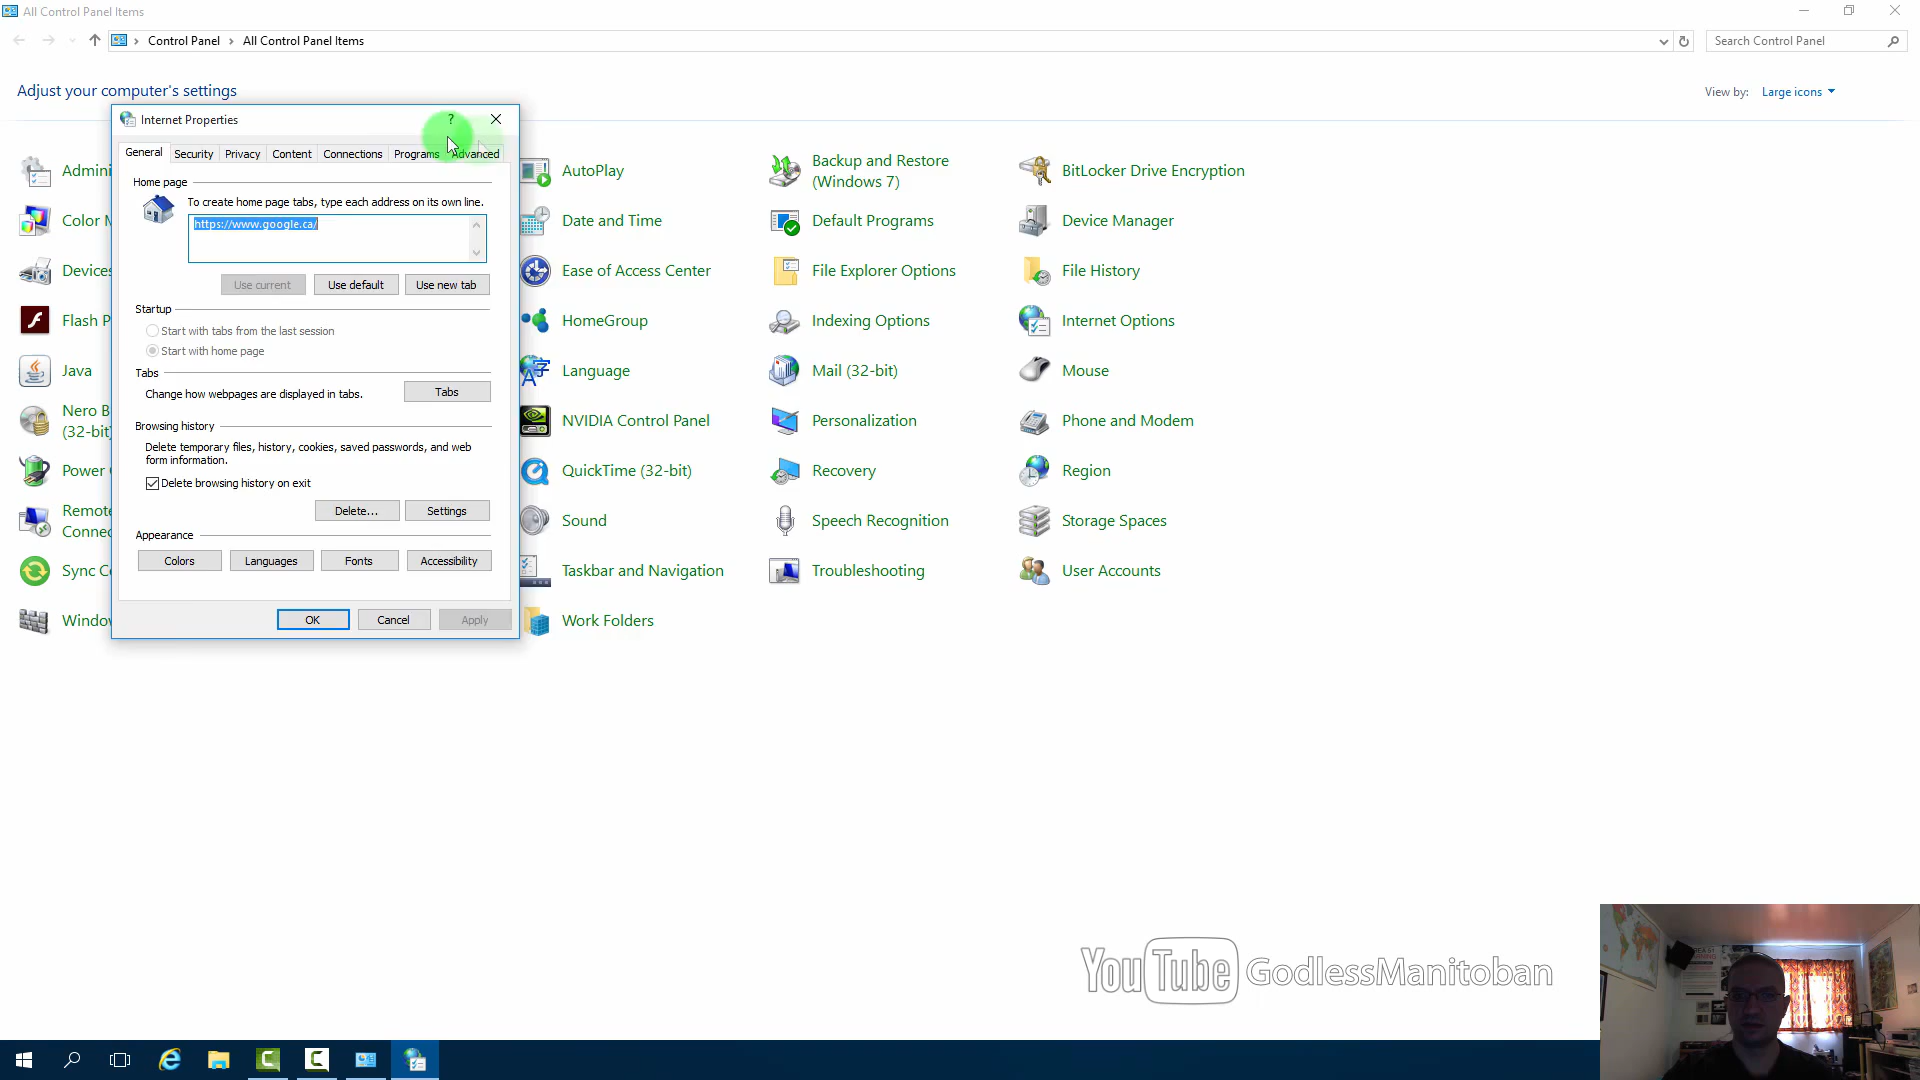 All Control Panel Items
Control Panel > All Control Panel Items
Search Control Panel
Adjust your computer's settings
View by: Large icons
Internet Properties
?
General Security Privacy Content Connections Programs Advanced
Home page
To create home page tabs, type each address on its own line.
https://www.google.ca/
Use current Use default Use new tab
Startup
Start with tabs from the last session
Start with home page
Tabs
Change how webpages are displayed in tabs.
Tabs
Browsing history
Delete temporary files, history, cookies, saved passwords, and web
form information.
Delete browsing history on exit
Delete... Settings
Appearance
Colors Languages Fonts Accessibility
OK Cancel Apply
Admini
AutoPlay
Backup and Restore
(Windows 7)
BitLocker Drive Encryption
Color M
Date and Time
Default Programs
Device Manager
Devices
Ease of Access Center
File Explorer Options
File History
Flash P
HomeGroup
Indexing Options
Internet Options
Java
Language
Mail (32-bit)
Mouse
Nero B
(32-bit)
NVIDIA Control Panel
Personalization
Phone and Modem
Power
QuickTime (32-bit)
Recovery
Region
Remote
Conne
Sound
Speech Recognition
Storage Spaces
Sync C
Taskbar and Navigation
Troubleshooting
User Accounts
Windo
Work Folders
YouTube GodlessManitoban